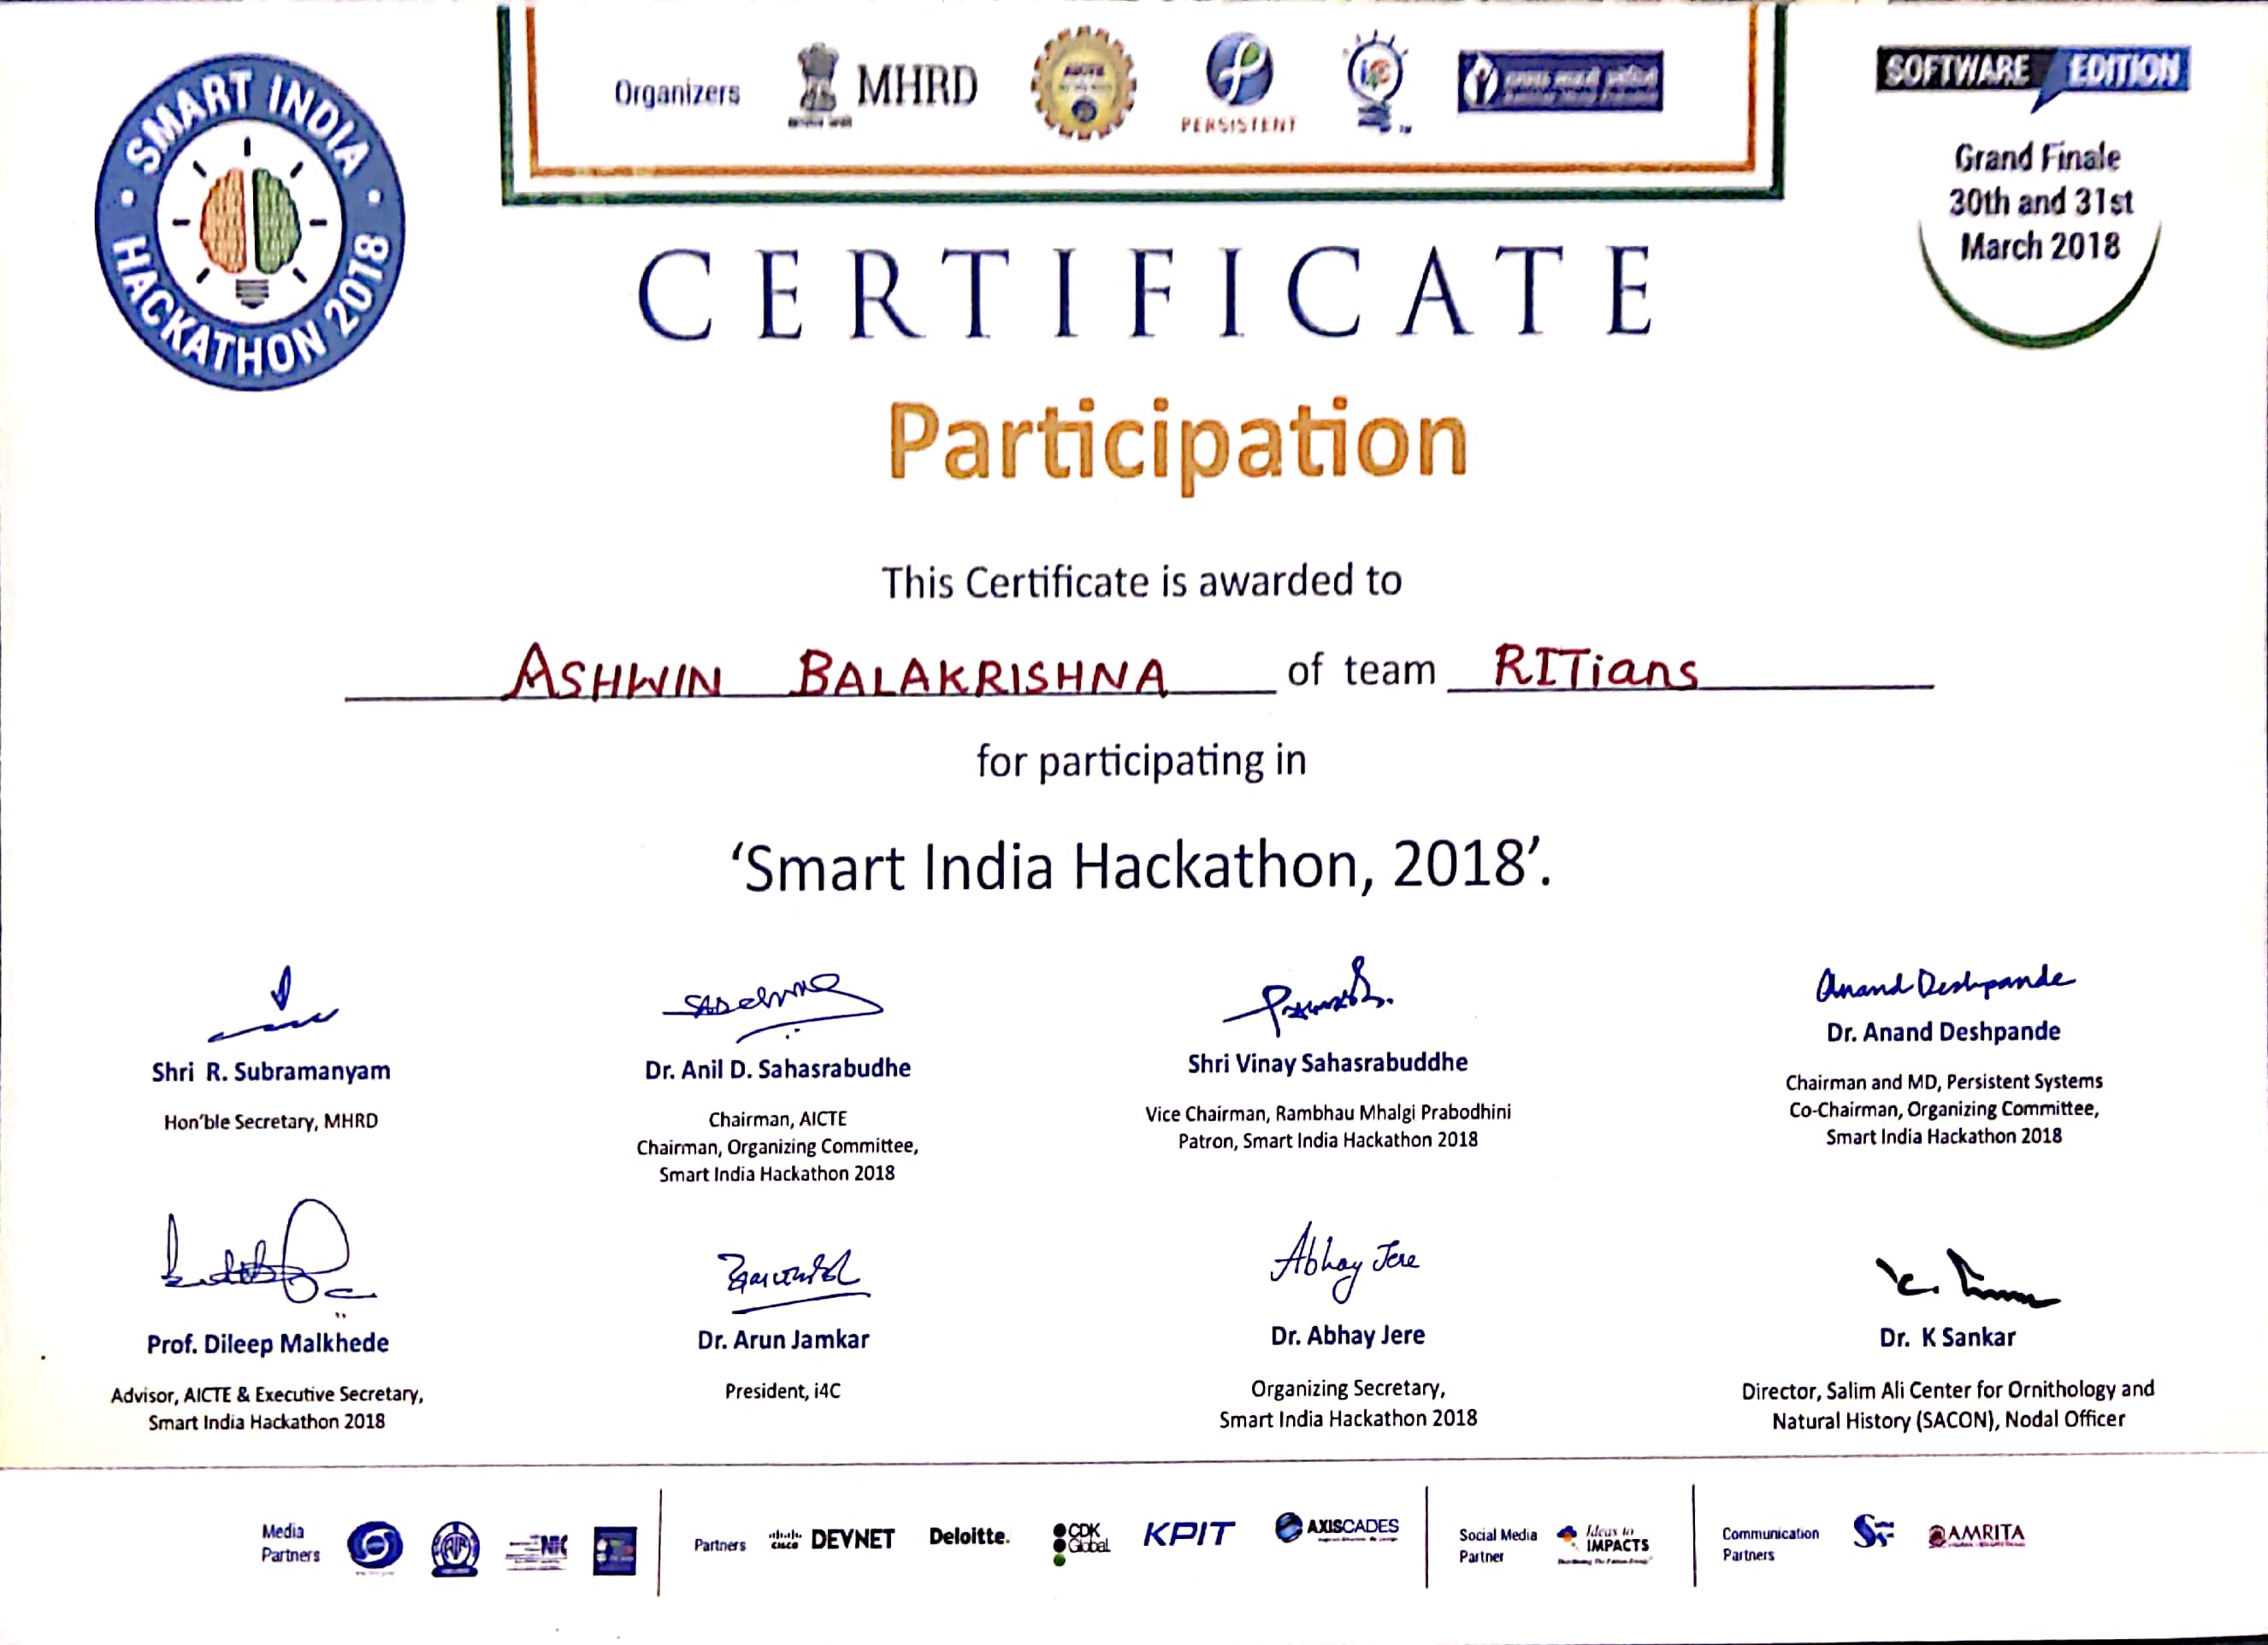 SMART INDIA HACKATHON 2018
Organizers
MHRD
PERSISTENT
SOFTWARE EDITION
Grand Finale
30th and 31st
March 2018
CERTIFICATE
Participation
This Certificate is awarded to
ASHWIN BALAKRISHNA of team RITians
for participating in
‘Smart India Hackathon, 2018’.
Anand Deshpande
Shri R. Subramanyam
Hon'ble Secretary, MHRD
Dr. Anil D. Sahasrabudhe
Chairman, AICTE
Chairman, Organizing Committee,
Smart India Hackathon 2018
Shri Vinay Sahasrabuddhe
Vice Chairman, Rambhau Mhalgi Prabodhini
Patron, Smart India Hackathon 2018
Dr. Anand Deshpande
Chairman and MD, Persistent Systems
Co-Chairman, Organizing Committee,
Smart India Hackathon 2018
Prof. Dileep Malkhede
Advisor, AICTE & Executive Secretary,
Smart India Hackathon 2018
Dr. Arun Jamkar
President, i4C
Abhay Jere
Dr. Abhay Jere
Organizing Secretary,
Smart India Hackathon 2018
Dr. K Sankar
Director, Salim Ali Center for Ornithology and
Natural History (SACON), Nodal Officer
Media
Partners
NIC
Partners
CISCO DEVNET
Deloitte.
CDK
Global
KPIT
AXISCADES
Social Media
Partner
Ideas to
IMPACTS
Communication
Partners
AMRITA